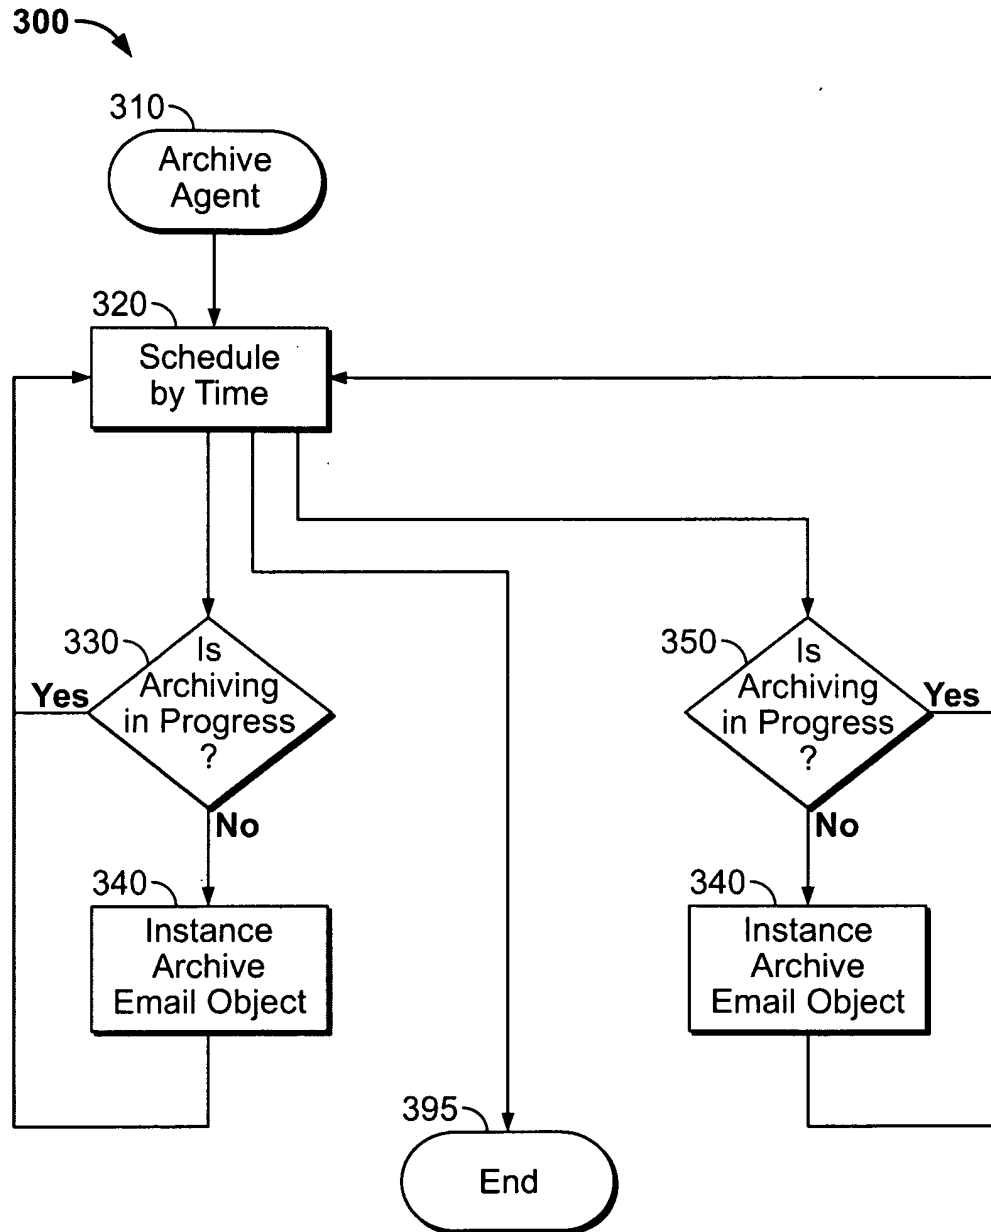 300
310
Archive
Agent
320
Schedule
by Time
330
Is
Archiving
in Progress
?
Yes
No
340
Instance
Archive
Email Object
350
Is
Archiving
in Progress
?
Yes
No
340
Instance
Archive
Email Object
395
End